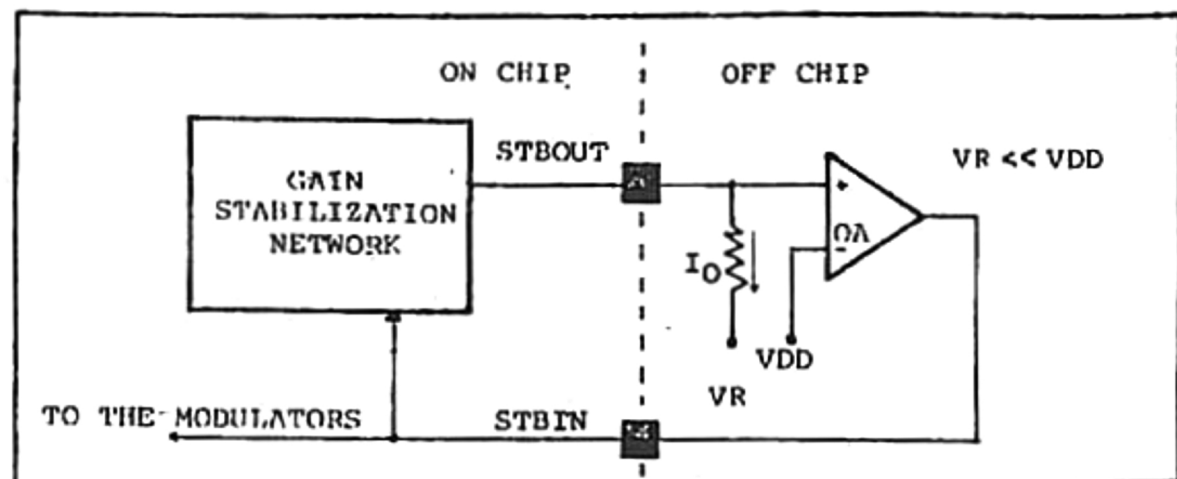 ON CHIP
OFF CHIP
STBOUT
VR << VDD
GAIN
STABILIZATION
NETWORK
+
OA
-
I0
VDD
VR
TO THE MODULATORS
STBIN